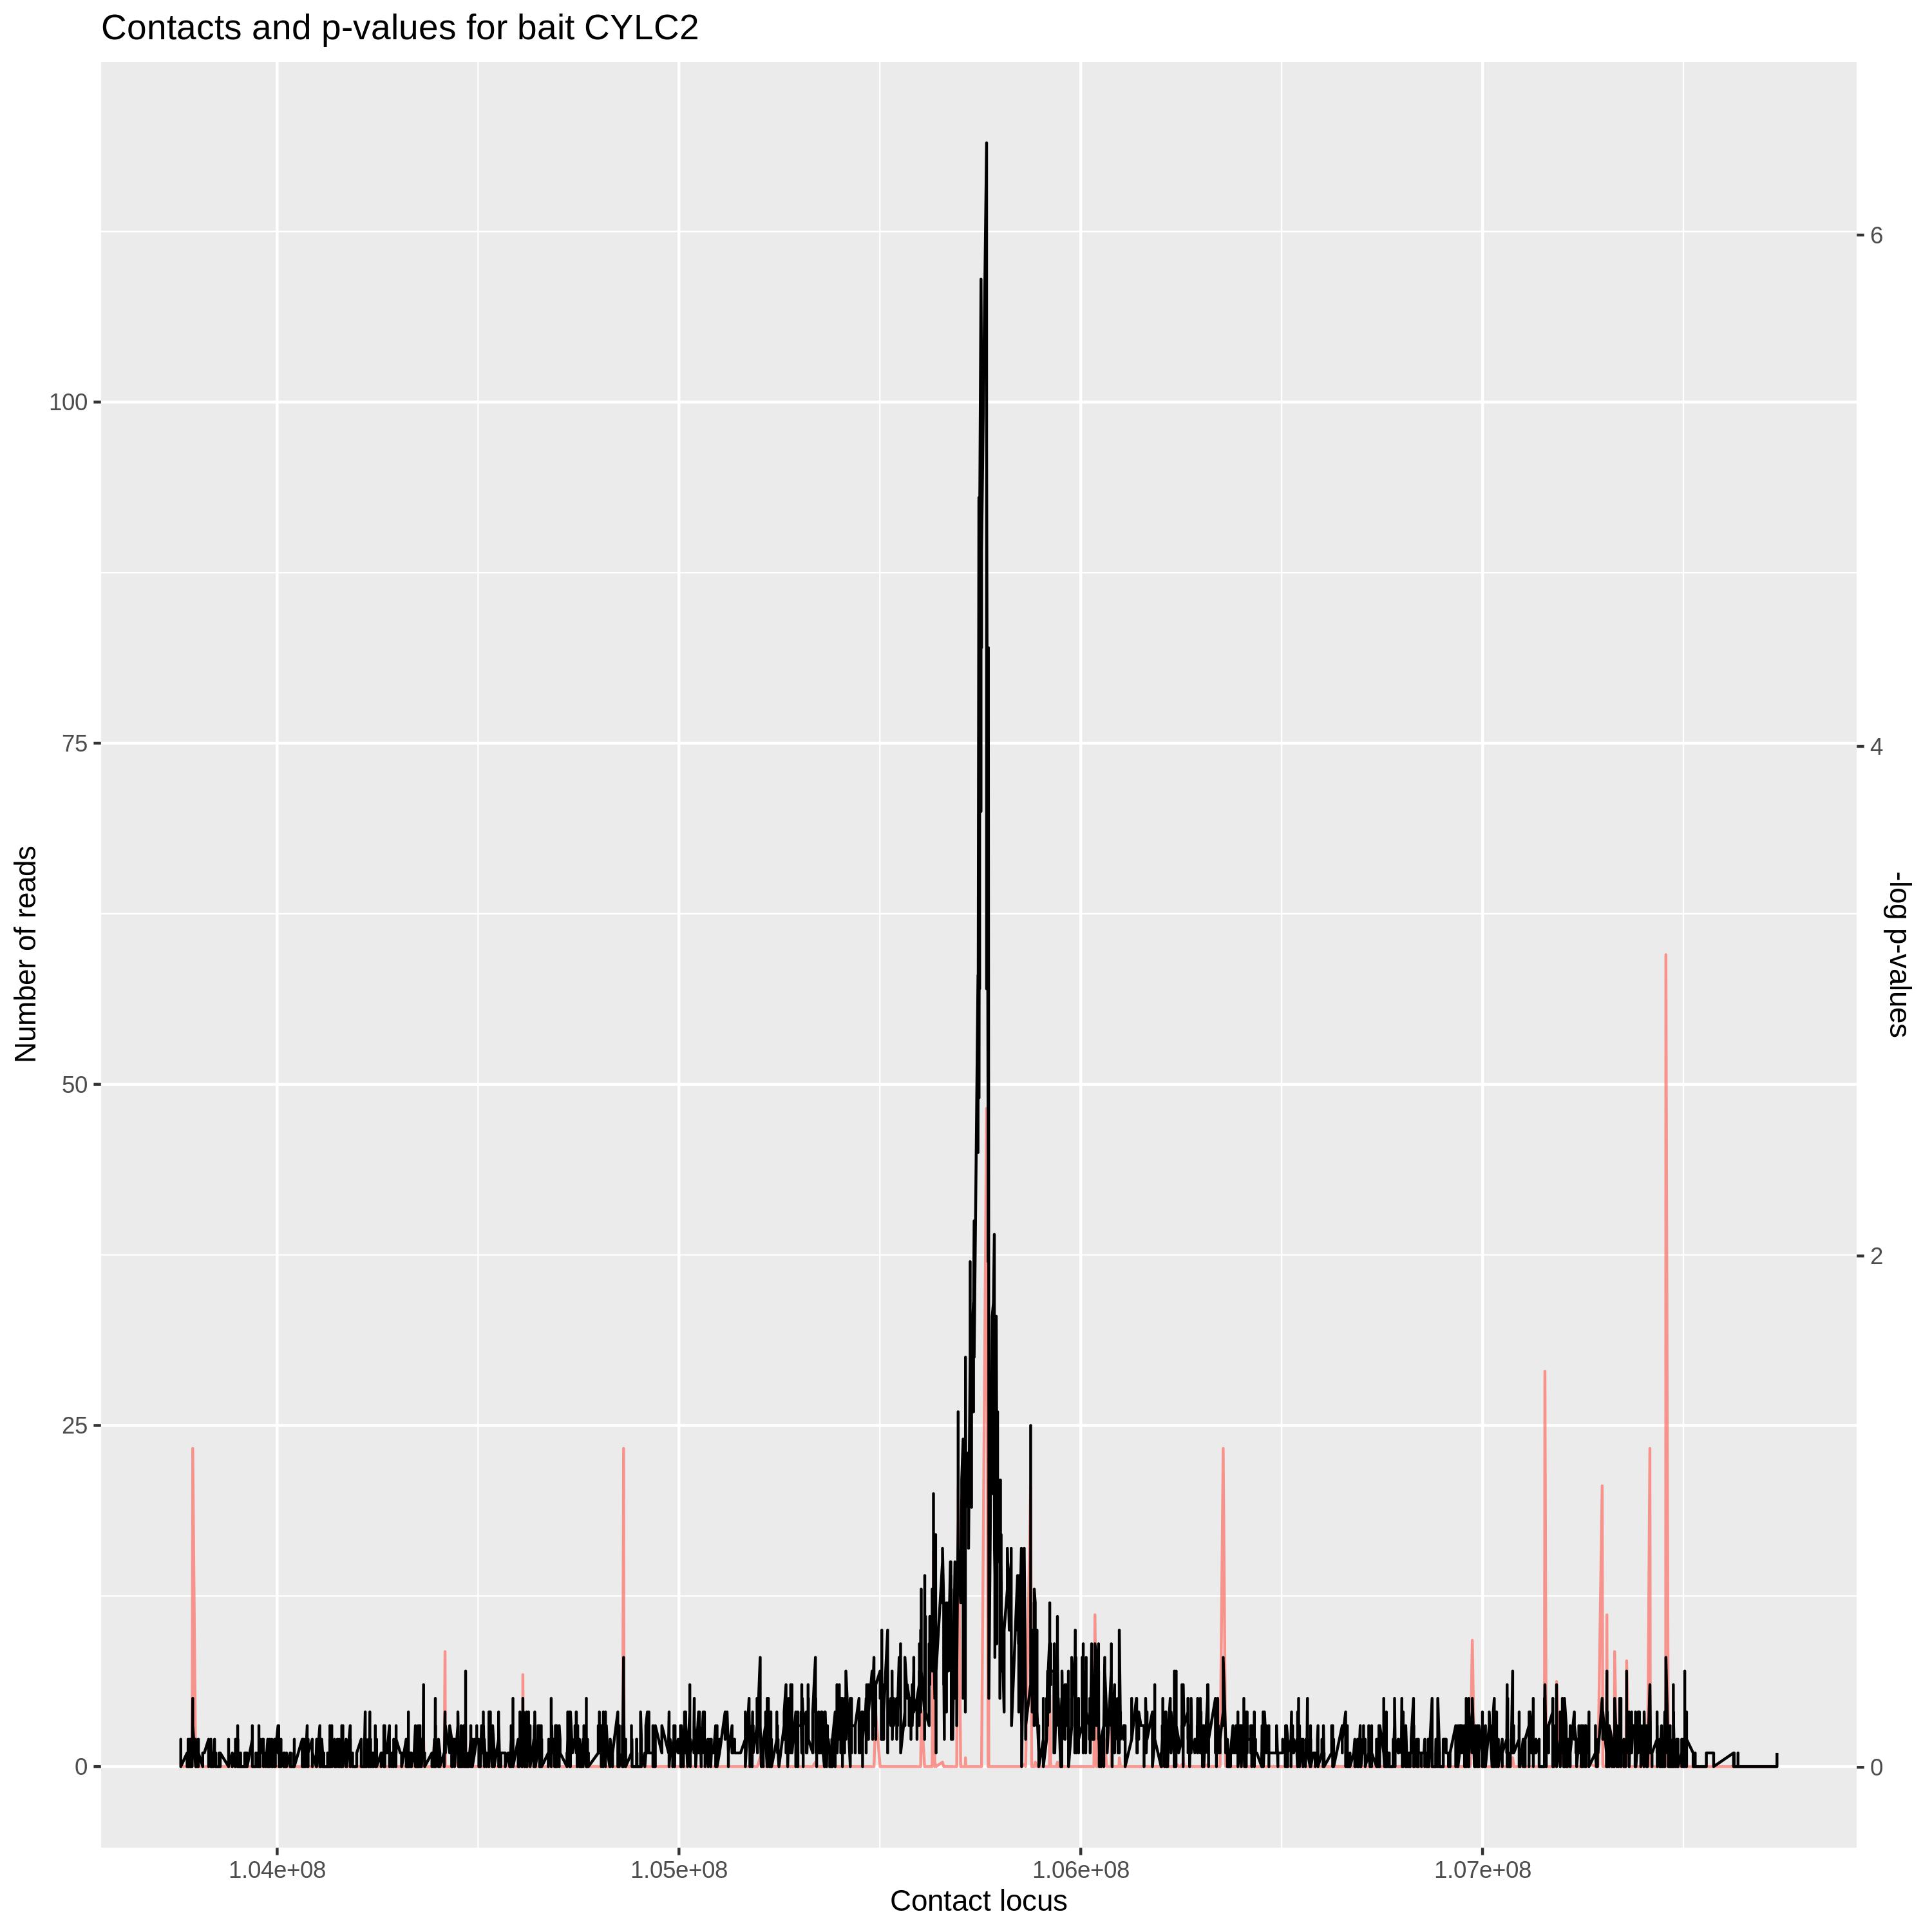 Contacts and p-values for bait CYLC2
Number of reads
100
75
50
25
0
6
4
2
0
-log p-values
1.04e+08
1.05e+08
1.06e+08
1.07e+08
Contact locus